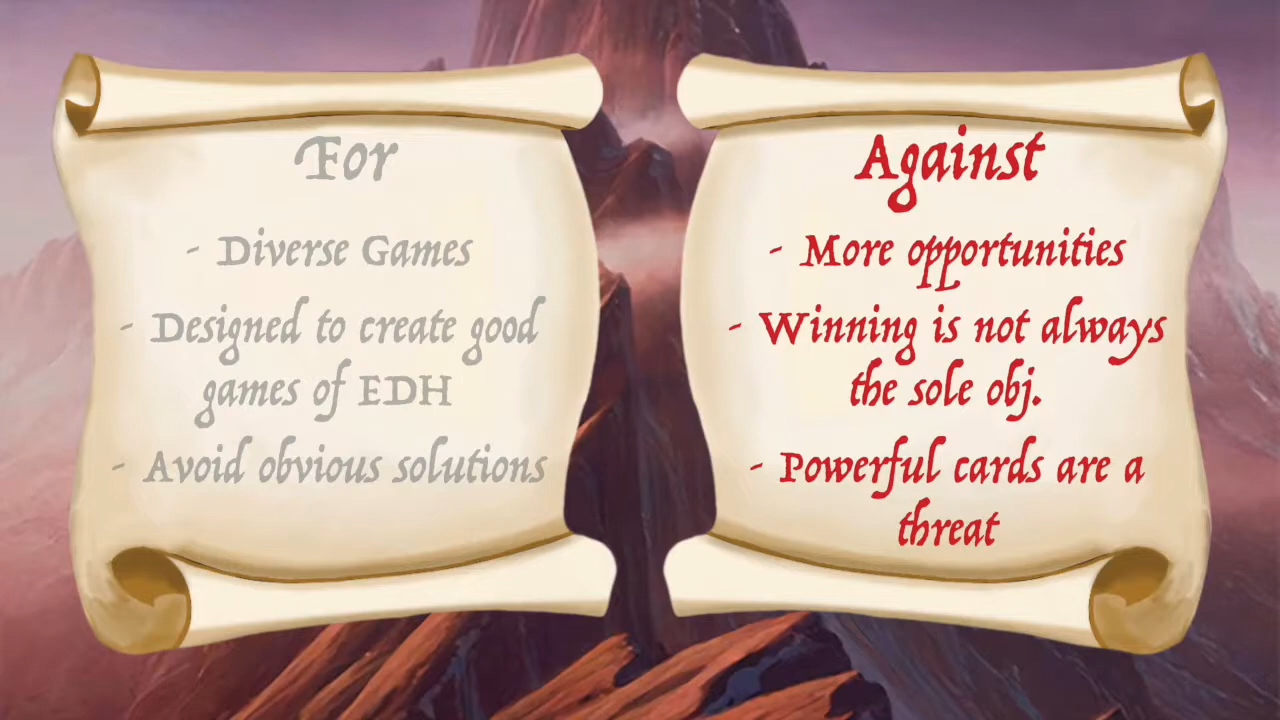 For
- Diverse Games
- Designed to create good
games of EDH
- Avoid obvious solutions
Against
- More opportunities
- Winning is not always
the sole obj.
- Powerful cards are a
threat